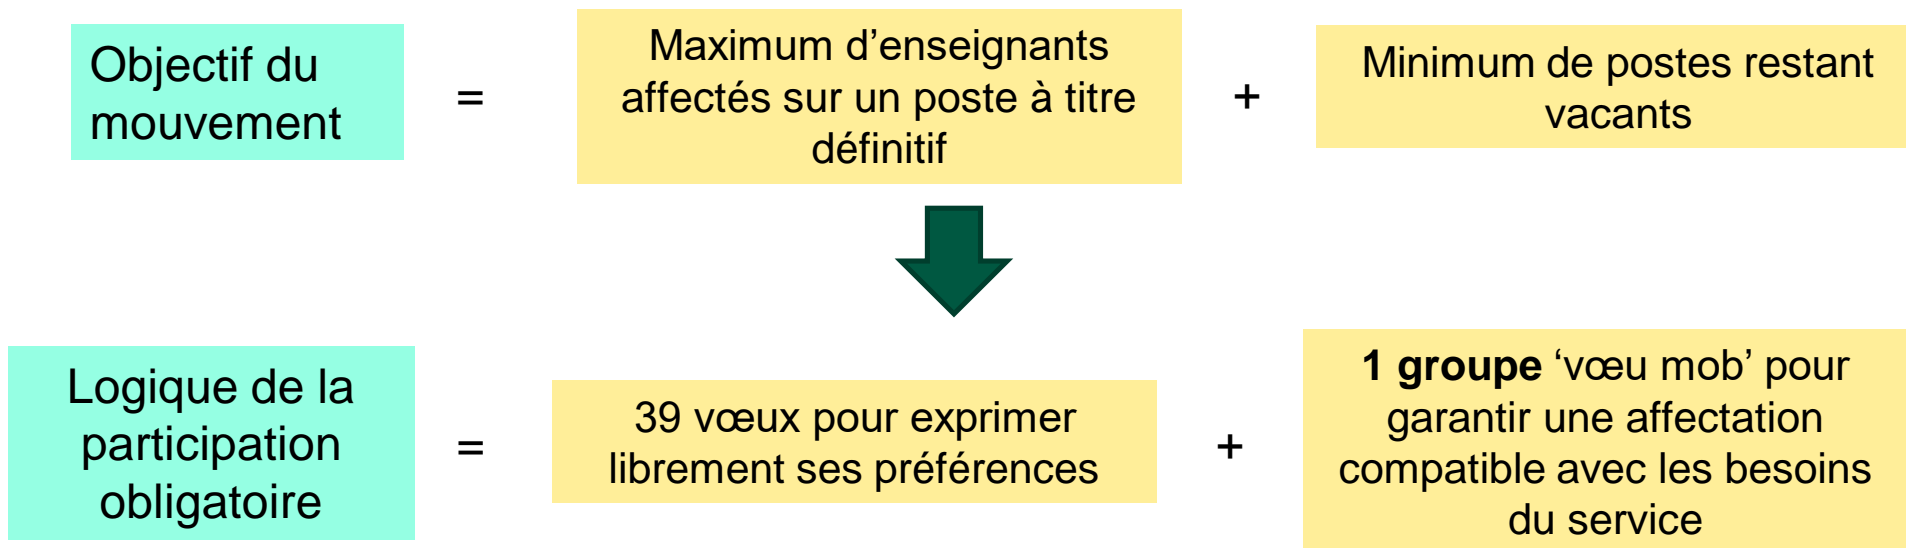 Objectif du
mouvement
=
Maximum d’enseignants
affectés sur un poste à titre
définitif
+
Minimum de postes restant
vacants
Logique de la
participation
obligatoire
=
39 vœux pour exprimer
librement ses préférences
+
1 groupe ‘vœu mob’ pour
garantir une affectation
compatible avec les besoins
du service